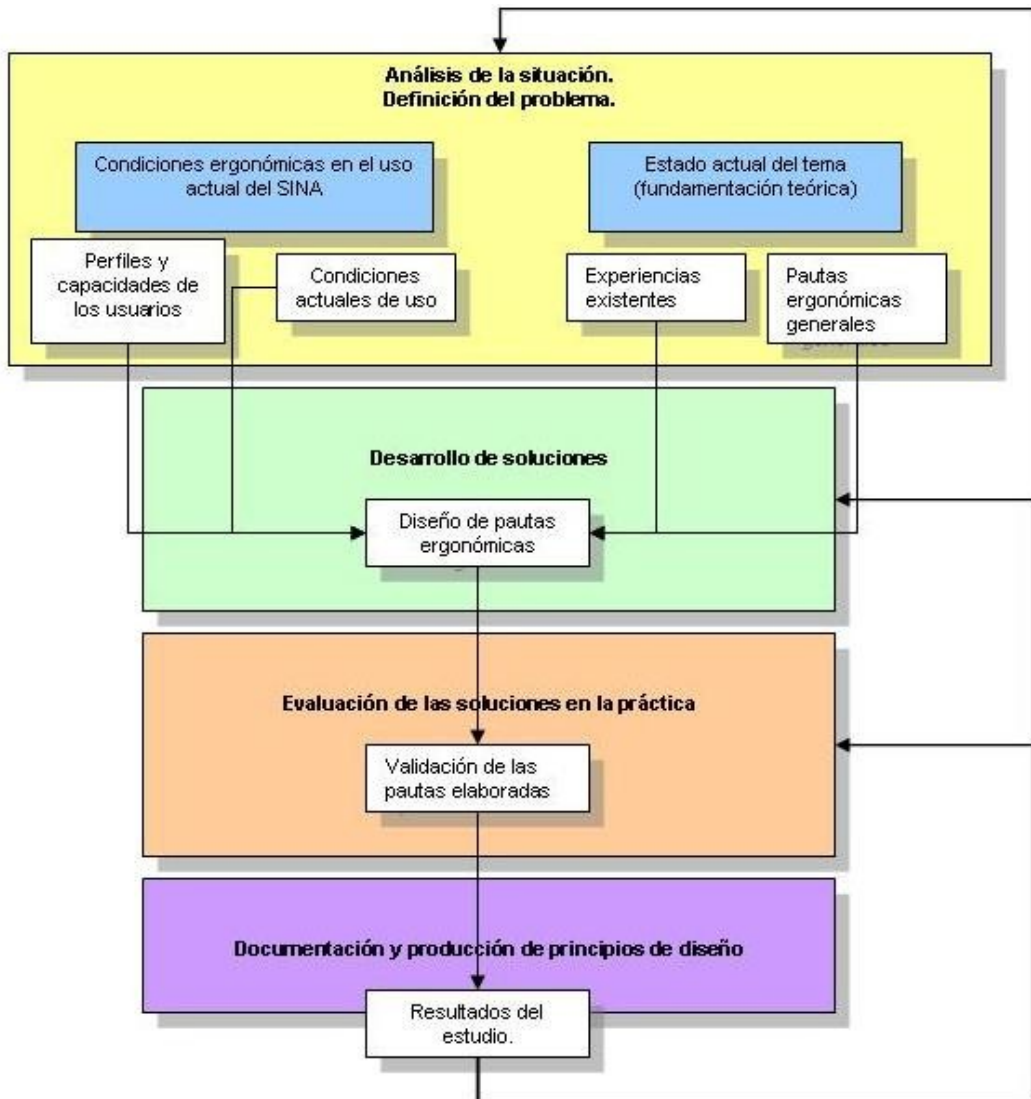 Análisis de la situación.
Definición del problema.
Condiciones ergonómicas en el uso
actual del SINA
Estado actual del tema
(fundamentación teórica)
Perfiles y
capacidades de
los usuarios
Condiciones
actuales de uso
Experiencias
existentes
Pautas
ergonómicas
generales
Desarrollo de soluciones
Diseño de pautas
ergonómicas
Evaluación de las soluciones en la práctica
Validación de las
pautas elaboradas
Documentación y producción de principios de diseño
Resultados del
estudio.